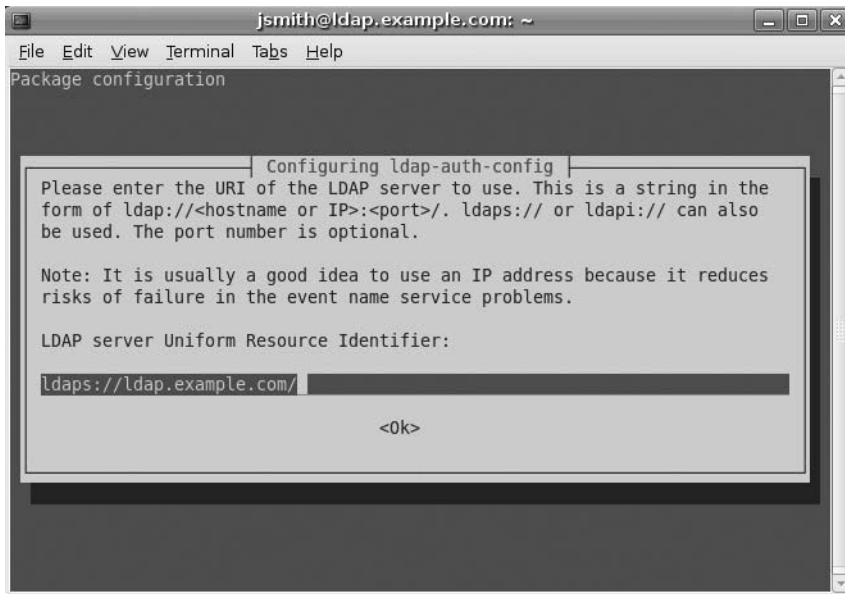 jsmith@ldap.example.com: ~
File Edit View Terminal Tabs Help
Package configuration
Configuring ldap-auth-config
Please enter the URI of the LDAP server to use. This is a string in the
form of ldap://<hostname or IP>:<port>/. ldaps:// or ldapi:// can also
be used. The port number is optional.
Note: It is usually a good idea to use an IP address because it reduces
risks of failure in the event name service problems.
LDAP server Uniform Resource Identifier:
ldaps://ldap.example.com/
<Ok>